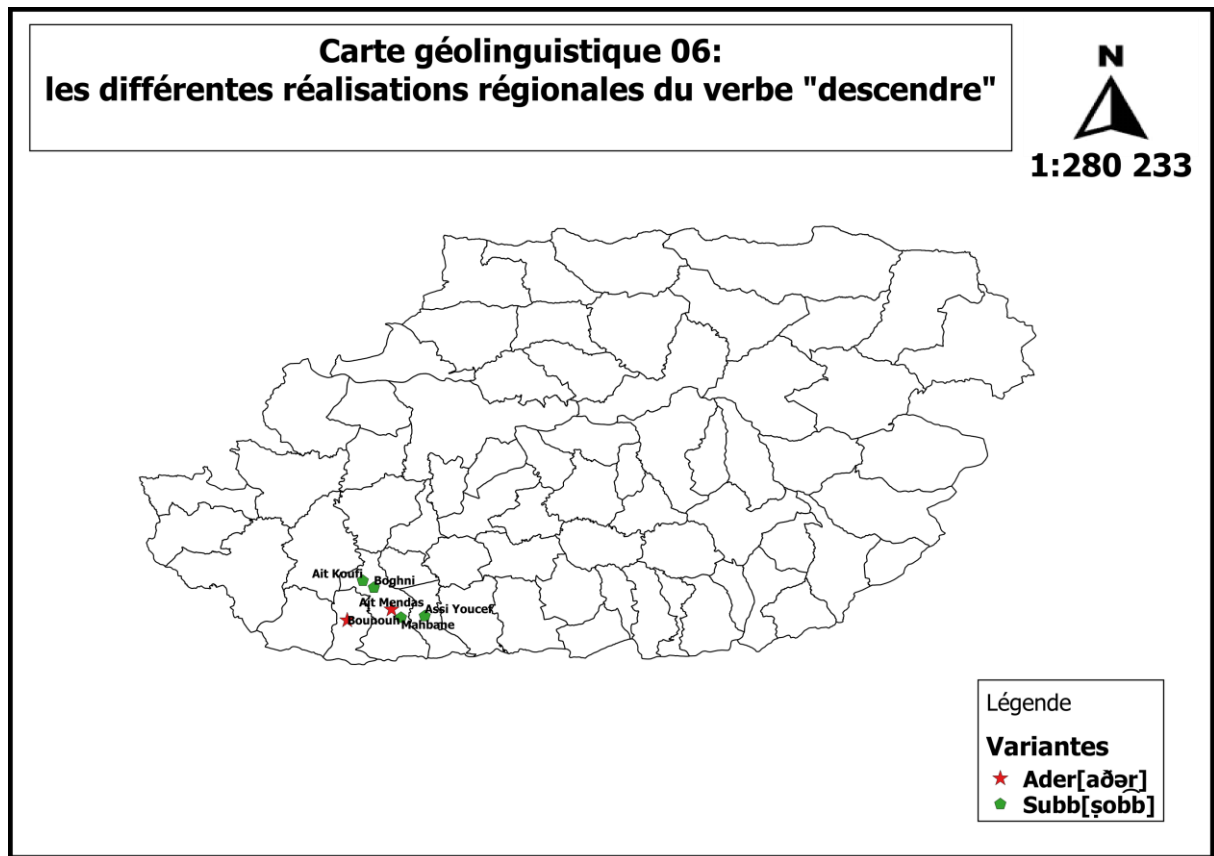 Carte géolinguistique 06:
les différentes réalisations régionales du verbe "descendre"
N
1:280 233
Ait Koufi
Boghni
Ait Mendas
Assi Youcef
Bounouh
Mahbane
Légende
Variantes
Ader[aðər]
Subb[ṣob͡b]